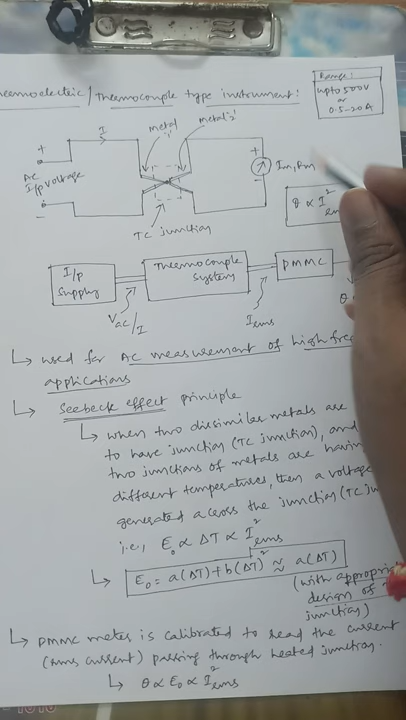 Thermoelectric / Thermocouple type instrument:
Range:
upto 500V
or
0.5-20A
metal '1'
metal '2'
I
+
AC
I/p voltage
-
+
Im, Rm
-
TC junction
θ ∝ I²
I/p
supply
Thermocouple
system
PMMC
Vac/I
Irms
θ
↳ used for AC measurement of high
applications
↳ Seebeck effect principle
↳ when two dissimilar metals are
to have junction (TC junction), and
two junctions of metals are having
different temperatures, then a voltage
generated across the junction (TC
i.e., E₀ ∝ ΔT ∝ I²rms
↳ E₀ = a(ΔT) + b(ΔT)² ≈ a(ΔT)
(with
design of
junction)
↳ PMMC meter is calibrated to read the current
(rms current) passing through heated junction.
↳ θ ∝ E₀ ∝ I²rms